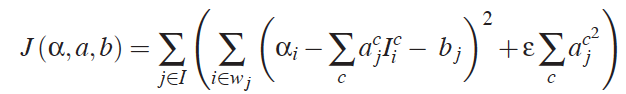 J(α,a,b) = ∑_{j∈I} ( ∑_{i∈w_j} ( α_i − ∑_c a_j^c I_i^c − b_j )^2 + ε ∑_c a_j^{c^2} )